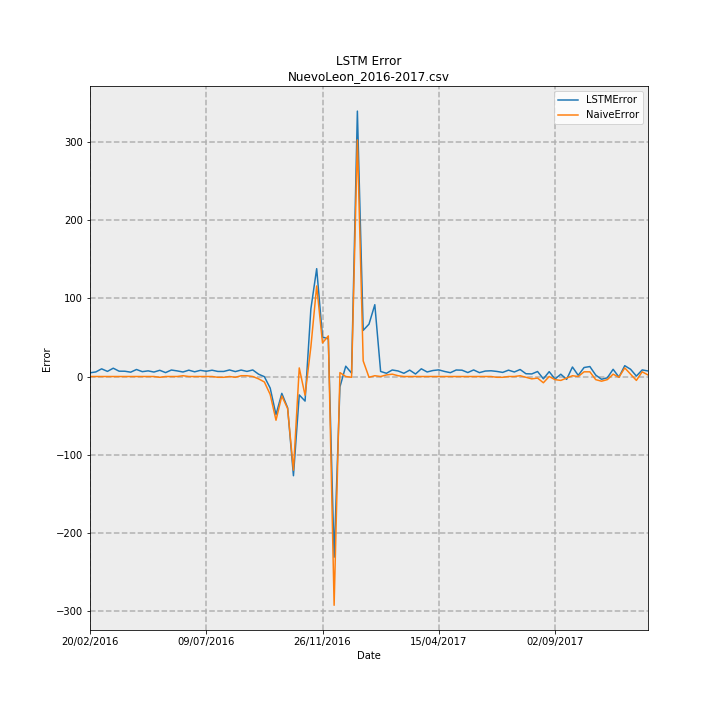 LSTM Error
NuevoLeon_2016-2017.csv
LSTMError
NaiveError
300
200
100
0
−100
−200
−300
Error
20/02/2016
09/07/2016
26/11/2016
15/04/2017
02/09/2017
Date